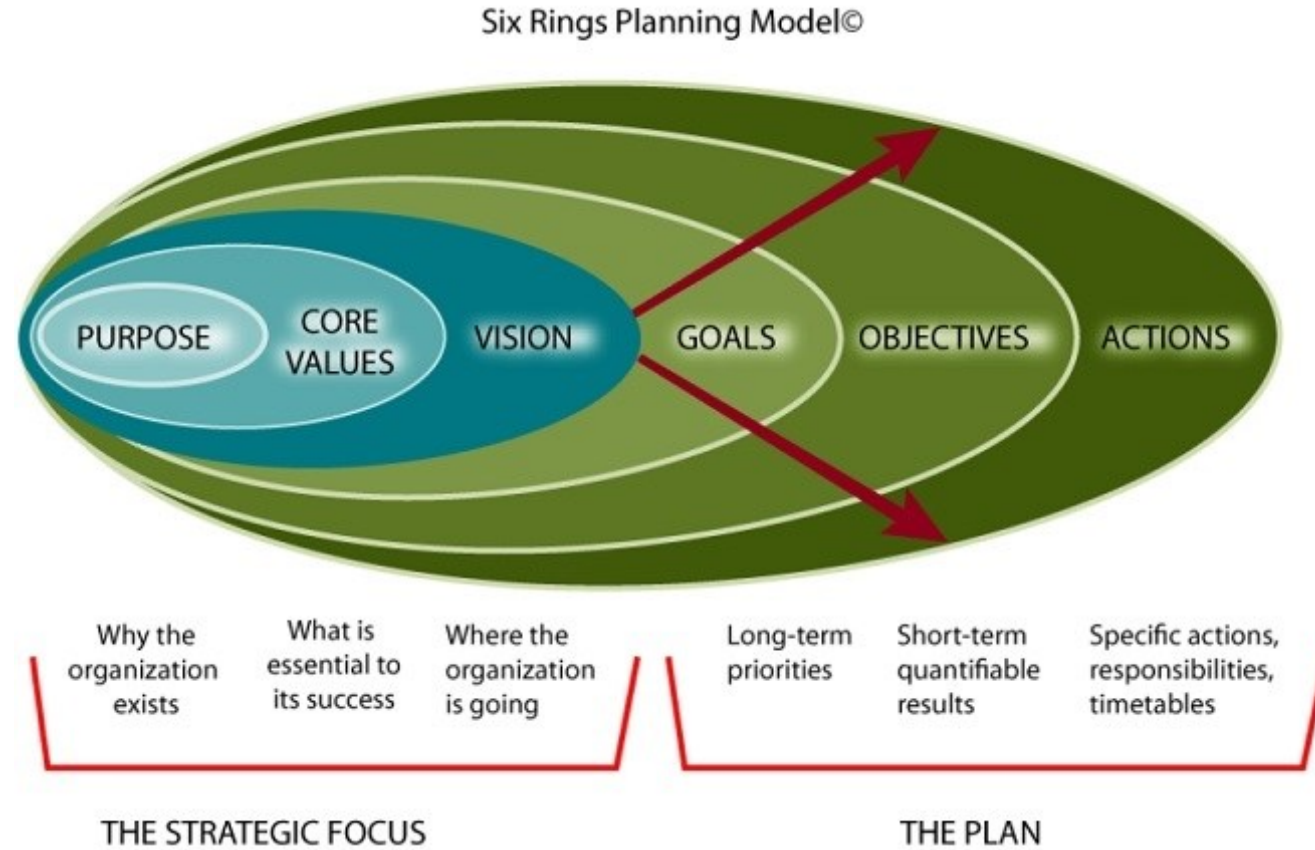 Six Rings Planning Model©
PURPOSE
CORE
VALUES
VISION
GOALS
OBJECTIVES
ACTIONS
Why the
organization
exists
What is
essential to
its success
Where the
organization
is going
Long-term
priorities
Short-term
quantifiable
results
Specific actions,
responsibilities,
timetables
THE STRATEGIC FOCUS
THE PLAN